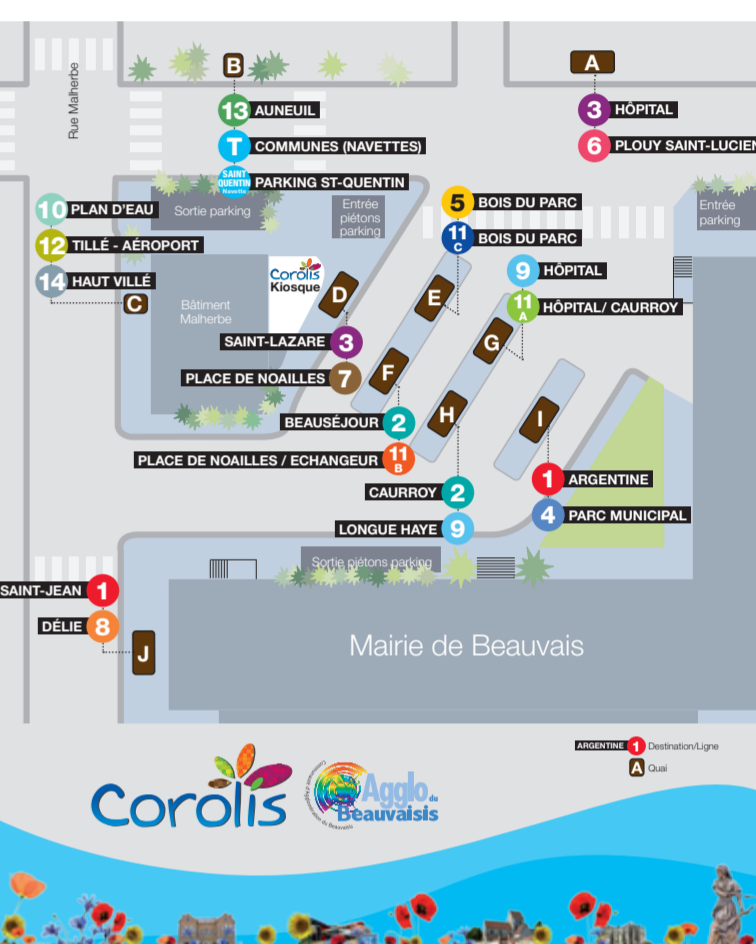 Rue Malherbe
B
13 AUNEUIL
T COMMUNES (NAVETTES)
SAINT
QUENTIN
Navette
PARKING ST-QUENTIN
A
3 HÔPITAL
6 PLOUY SAINT-LUCIEN
10 PLAN D'EAU
12 TILLÉ - AÉROPORT
14 HAUT VILLÉ
C
Sortie parking
Entrée
piétons
parking
5 BOIS DU PARC
11
C
BOIS DU PARC
Entrée
parking
9 HÔPITAL
11
A
HÔPITAL/ CAURROY
Corolis
Kiosque
Bâtiment
Malherbe
D
E
SAINT-LAZARE 3
PLACE DE NOAILLES 7
G
F
BEAUSÉJOUR 2
PLACE DE NOAILLES / ECHANGEUR 11
B
H
I
CAURROY 2
LONGUE HAYE 9
1 ARGENTINE
4 PARC MUNICIPAL
Sortie piétons parking
SAINT-JEAN 1
DÉLIE 8
J
Mairie de Beauvais
ARGENTINE 1 Destination/Ligne
A Quai
Corolis
Agglo du
Beauvaisis
Communauté d'Agglomération du Beauvaisis